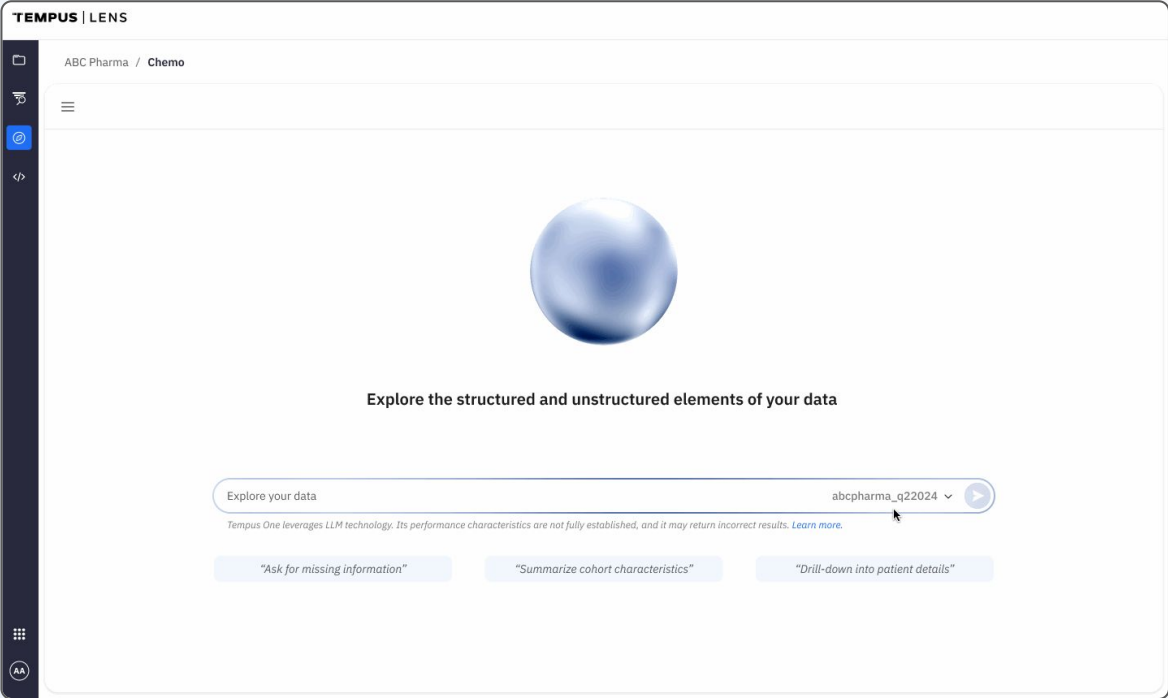 TEMPUS | LENS
ABC Pharma / Chemo
Explore the structured and unstructured elements of your data
Explore your data abcpharma_q22024
Tempus One leverages LLM technology. Its performance characteristics are not fully established, and it may return incorrect results. Learn more.
“Ask for missing information” “Summarize cohort characteristics” “Drill-down into patient details”
AA